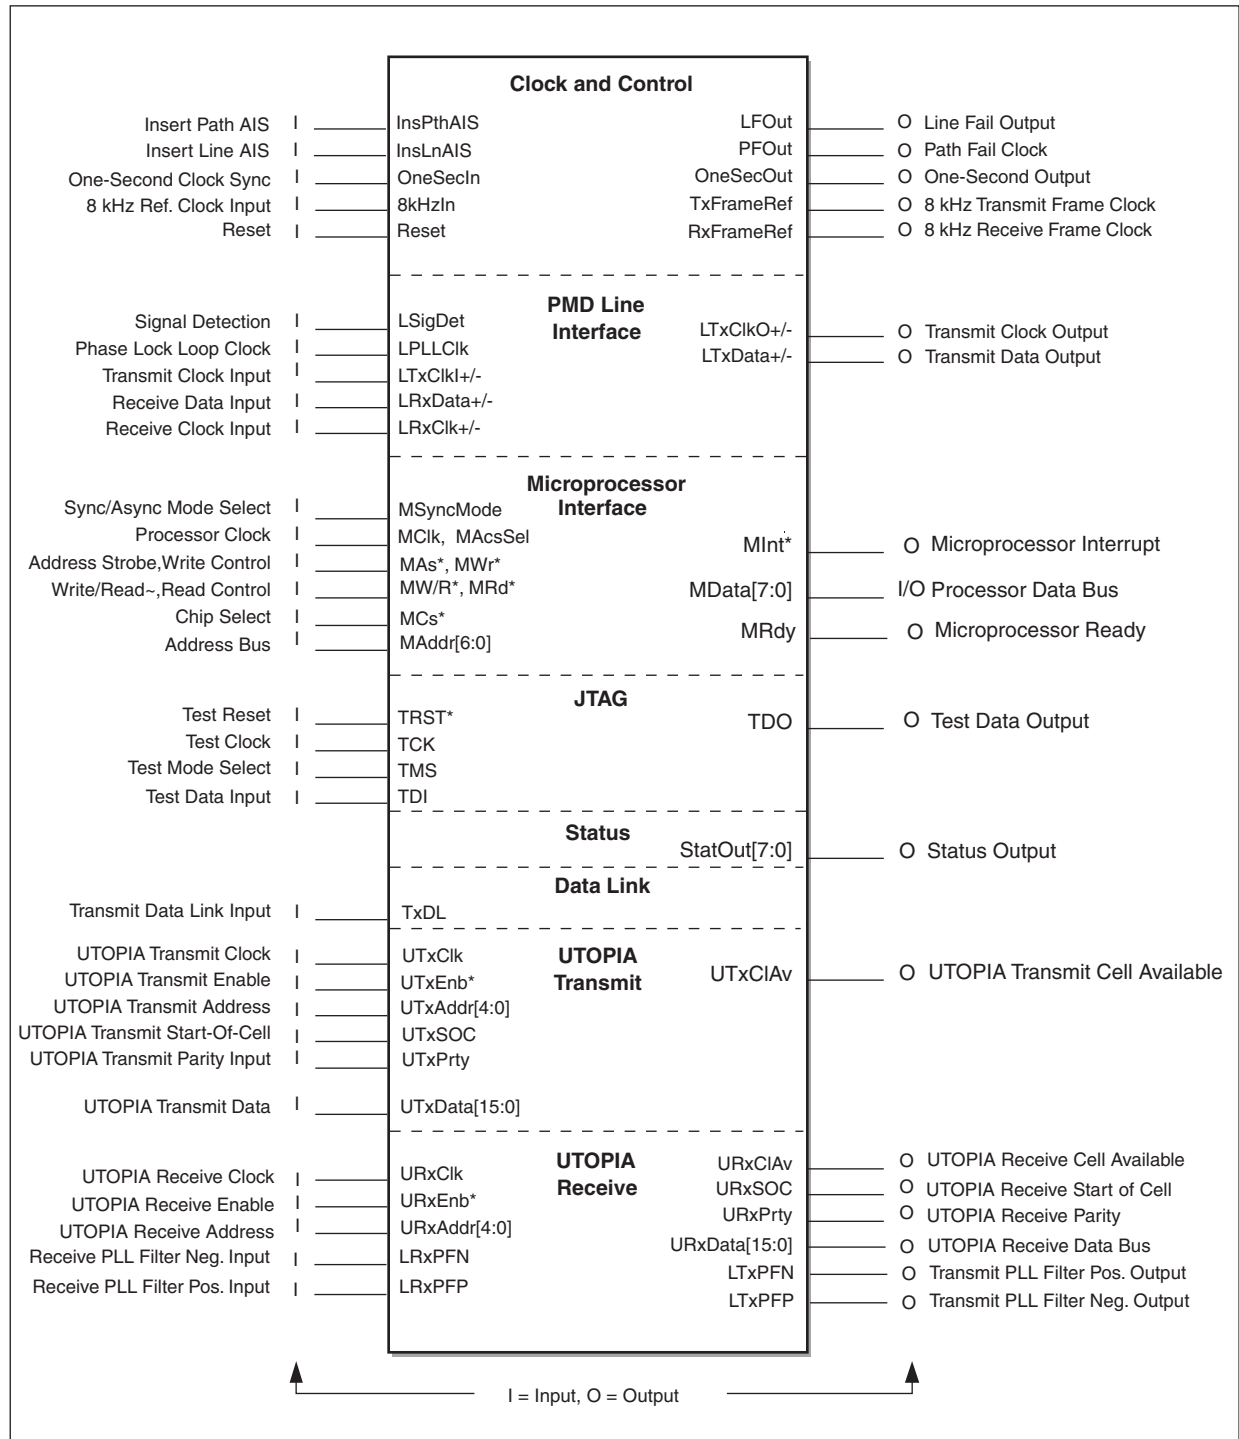 Clock and Control
Insert Path AIS I InsPthAIS LFOut O Line Fail Output
Insert Line AIS I InsLnAIS PFOut O Path Fail Clock
One-Second Clock Sync I OneSecIn OneSecOut O One-Second Output
8 kHz Ref. Clock Input I 8kHzIn TxFrameRef O 8 kHz Transmit Frame Clock
Reset I Reset RxFrameRef O 8 kHz Receive Frame Clock
PMD Line
Interface
Signal Detection I LSigDet LTxClkO+/- O Transmit Clock Output
Phase Lock Loop Clock I LPLLClk LTxData+/- O Transmit Data Output
Transmit Clock Input I LTxClkI+/-
Receive Data Input I LRxData+/-
Receive Clock Input I LRxClk+/-
Microprocessor
Interface
Sync/Async Mode Select I MSyncMode
Processor Clock I MClk, MAcsSel MInt* O Microprocessor Interrupt
Address Strobe,Write Control I MAs*, MWr*
Write/Read~,Read Control I MW/R*, MRd* MData[7:0] I/O Processor Data Bus
Chip Select I MCs* MRdy O Microprocessor Ready
Address Bus I MAddr[6:0]
JTAG
Test Reset I TRST* TDO O Test Data Output
Test Clock I TCK
Test Mode Select I TMS
Test Data Input I TDI
Status
StatOut[7:0] O Status Output
Data Link
Transmit Data Link Input I TxDL
UTOPIA
Transmit
UTOPIA Transmit Clock I UTxClk UTxClAv O UTOPIA Transmit Cell Available
UTOPIA Transmit Enable I UTxEnb*
UTOPIA Transmit Address I UTxAddr[4:0]
UTOPIA Transmit Start-Of-Cell I UTxSOC
UTOPIA Transmit Parity Input I UTxPrty
UTOPIA Transmit Data I UTxData[15:0]
UTOPIA
Receive
UTOPIA Receive Clock I URxClk URxClAv O UTOPIA Receive Cell Available
UTOPIA Receive Enable I URxEnb* URxSOC O UTOPIA Receive Start of Cell
UTOPIA Receive Address I URxAddr[4:0] URxPrty O UTOPIA Receive Parity
Receive PLL Filter Neg. Input I LRxPFN URxData[15:0] O UTOPIA Receive Data Bus
Receive PLL Filter Pos. Input I LRxPFP LTxPFN O Transmit PLL Filter Pos. Output
LTxPFP O Transmit PLL Filter Neg. Output
I = Input, O = Output